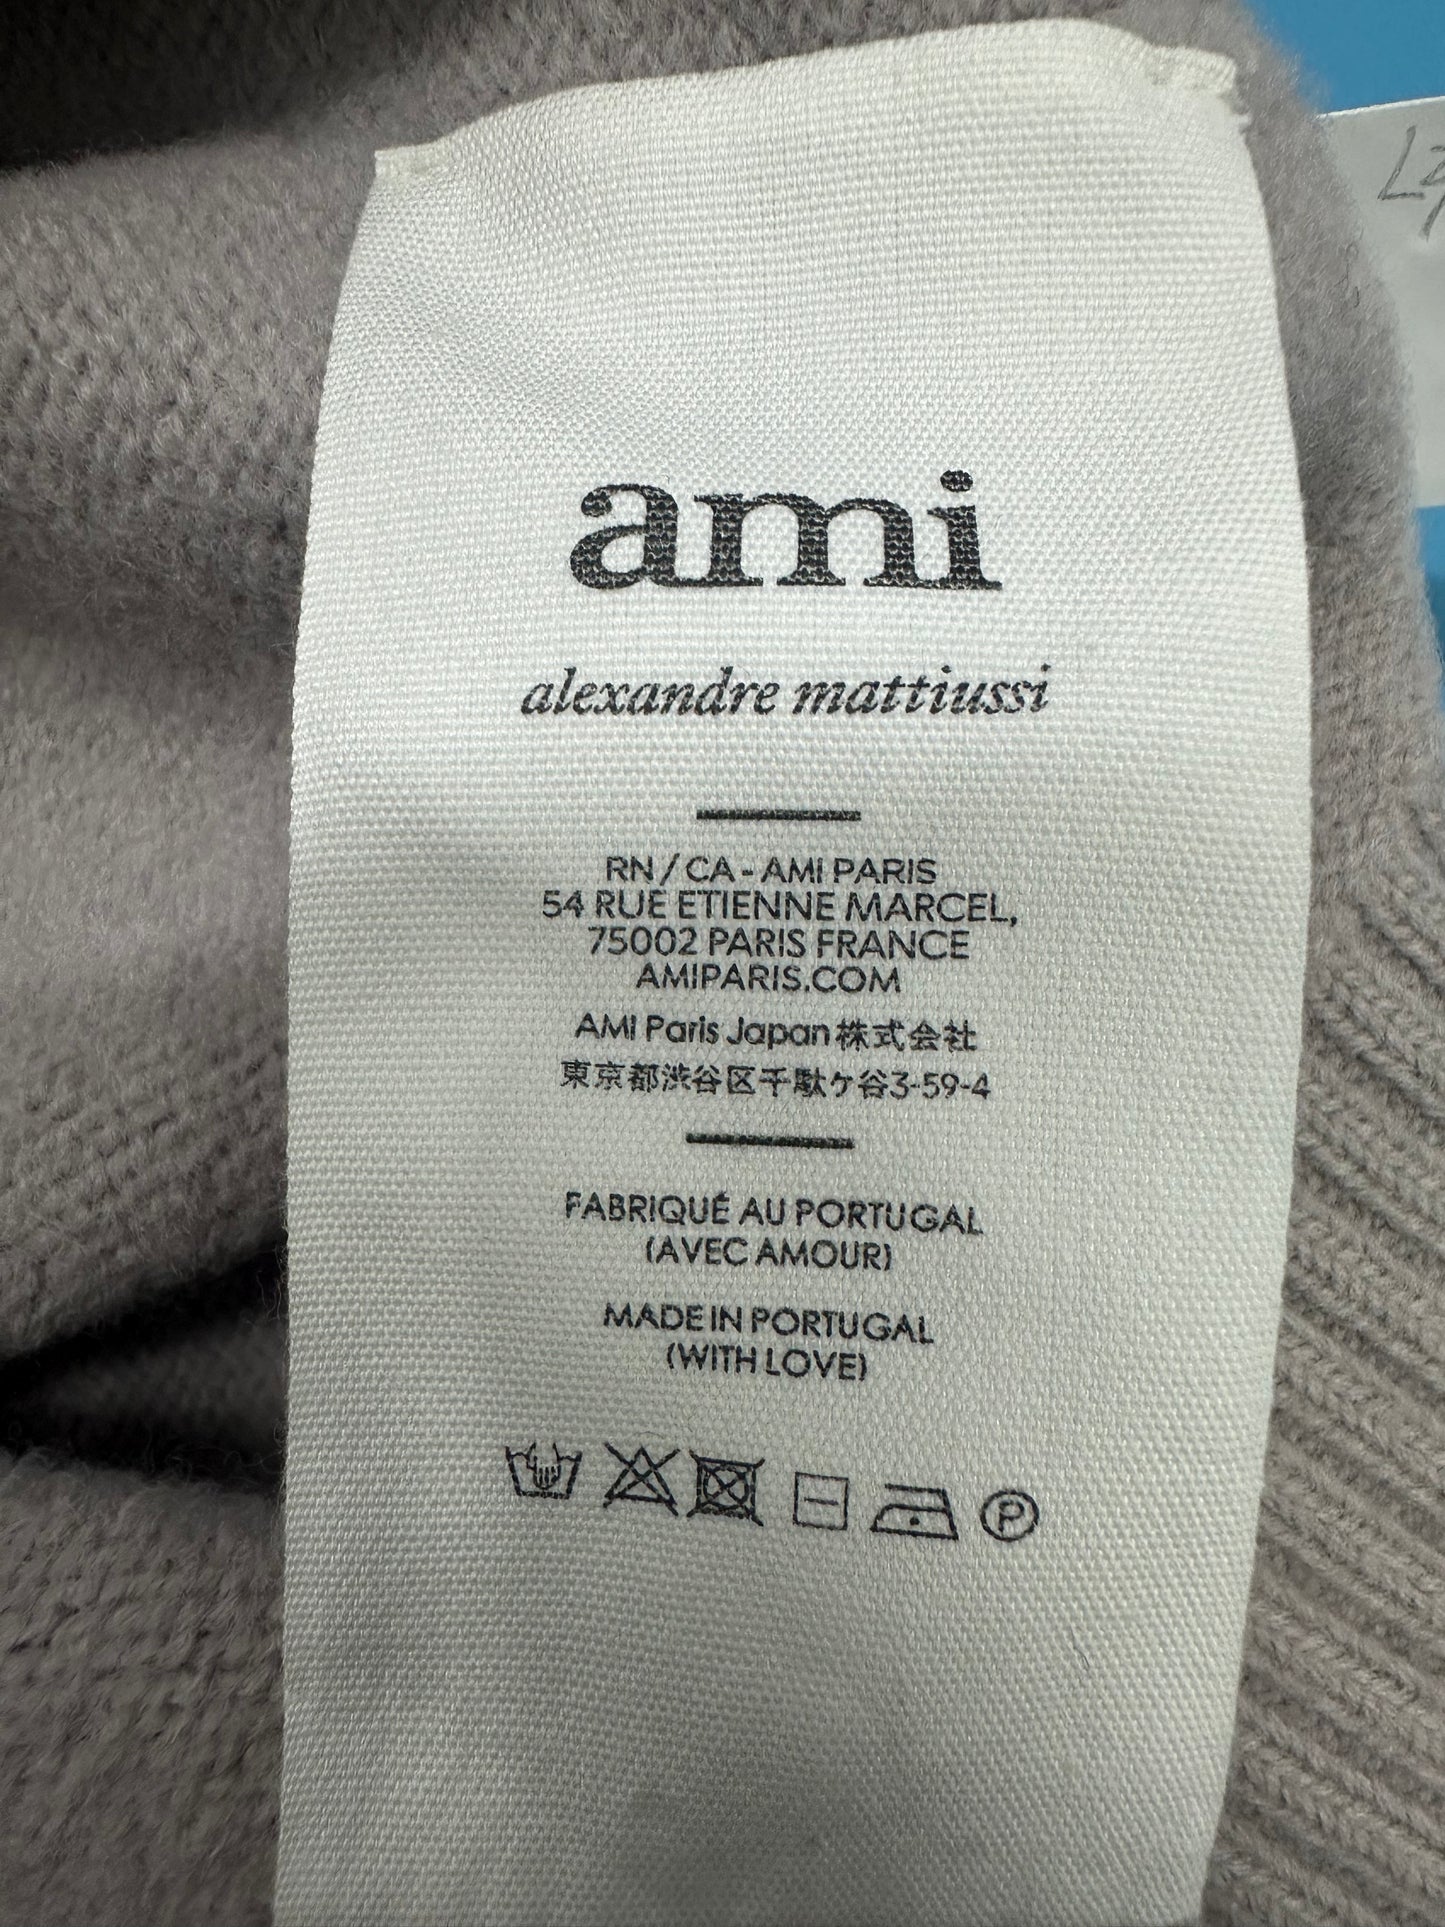 ami
alexandre mattiussi
RN / CA - AMI PARIS
54 RUE ETIENNE MARCEL,
75002 PARIS FRANCE
AMIPARIS.COM
AMI Paris Japan株式会社
東京都渋谷区千駄ケ谷3-59-4
FABRIQUÉ AU PORTUGAL
(AVEC AMOUR)
MADE IN PORTUGAL
(WITH LOVE)
P